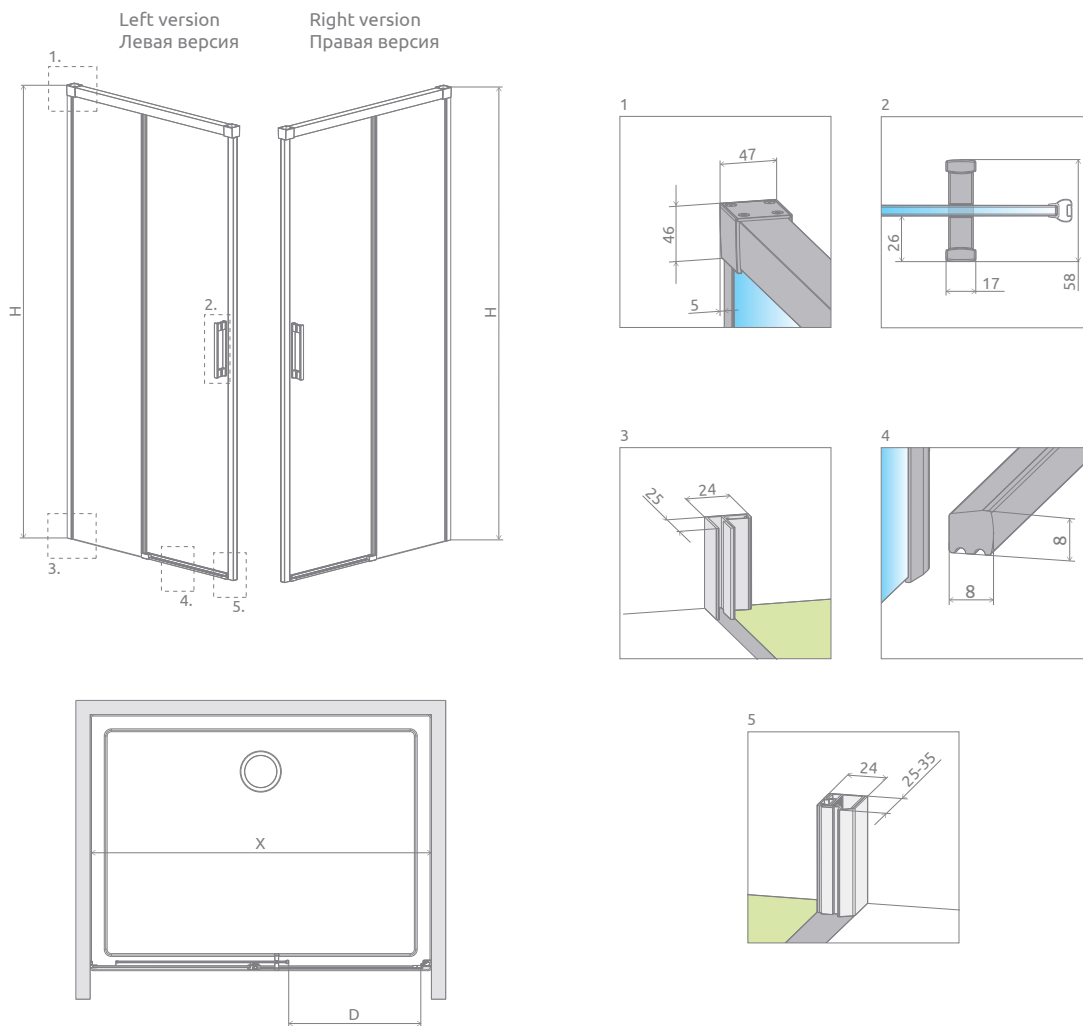 Left version
Левая версия
Right version
Правая версия
1.
H
2.
3.
4.
5.
H
1
47
46
5
2
26
17
58
3
25
24
4
8
8
X
D
5
24
25-35